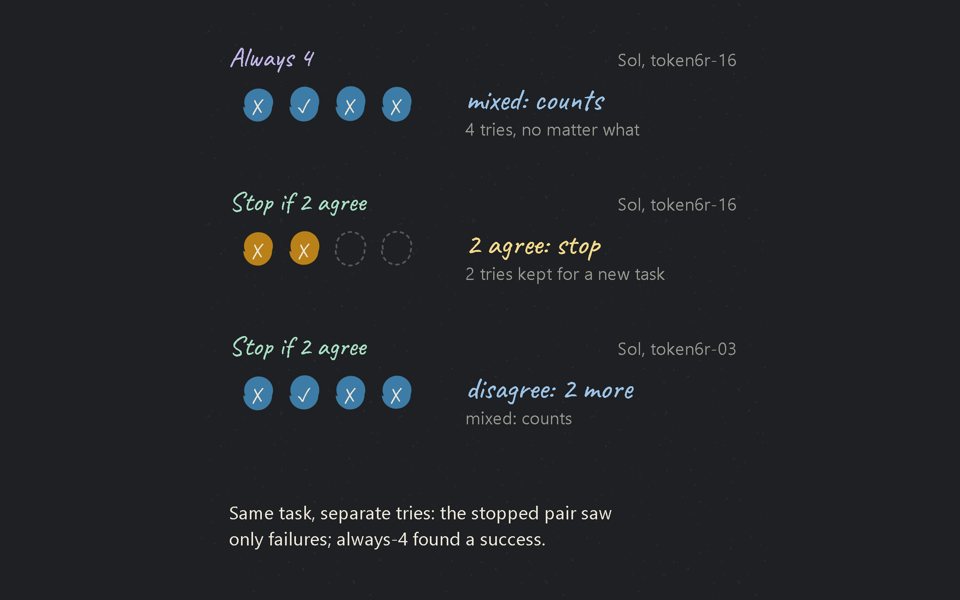 Always 4
Sol, token6r-16
x ✓ x x
mixed: counts
4 tries, no matter what
Stop if 2 agree
Sol, token6r-16
x x
2 agree: stop
2 tries kept for a new task
Stop if 2 agree
Sol, token6r-03
x ✓ x x
disagree: 2 more
mixed: counts
Same task, separate tries: the stopped pair saw
only failures; always-4 found a success.